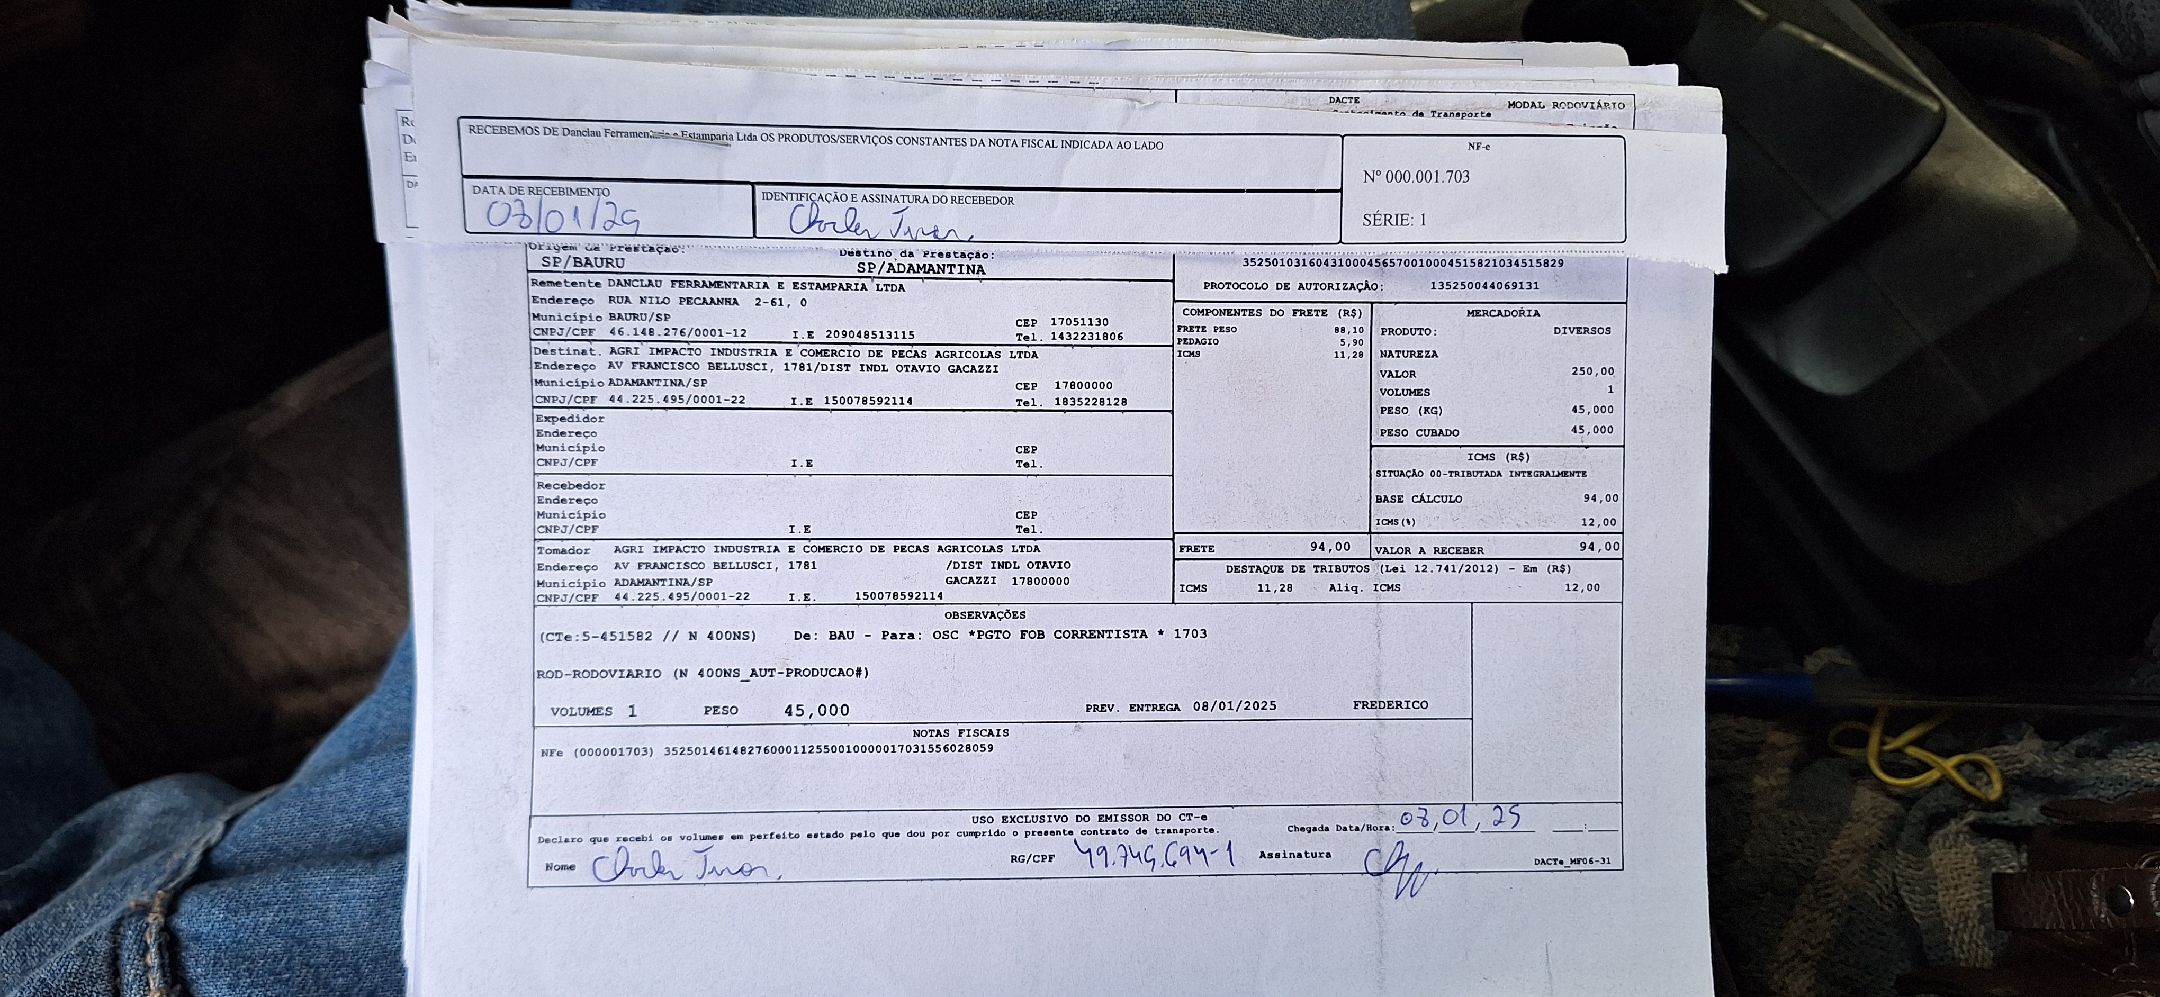 DACTE
MODAL RODOVIÁRIO
de Transporte
RECEBEMOS DE Danclau Ferramentaria e Estamparia Ltda OS PRODUTOS/SERVIÇOS CONSTANTES DA NOTA FISCAL INDICADA AO LADO
NF-e
Nº 000.001.703
SÉRIE: 1
DATA DE RECEBIMENTO
08/01/25
IDENTIFICAÇÃO E ASSINATURA DO RECEBEDOR
Origem da Prestação:
SP/BAURU
Destino da Prestação:
SP/ADAMANTINA
35250103160431000456570010004515821034515829
PROTOCOLO DE AUTORIZAÇÃO: 135250044069131
Remetente DANCLAU FERRAMENTARIA E ESTAMPARIA LTDA
Endereço RUA NILO PECAANHA 2-61, 0
Município BAURU/SP CEP 17051130
CNPJ/CPF 46.148.276/0001-12 I.E 209048513115 Tel. 1432231806
Destinat. AGRI IMPACTO INDUSTRIA E COMERCIO DE PECAS AGRICOLAS LTDA
Endereço AV FRANCISCO BELLUSCI, 1781/DIST INDL OTAVIO GACAZZI
Município ADAMANTINA/SP CEP 17800000
CNPJ/CPF 44.225.495/0001-22 I.E 150078592114 Tel. 1835228128
Expedidor
Endereço
Município CEP
CNPJ/CPF I.E Tel.
Recebedor
Endereço
Município CEP
CNPJ/CPF I.E Tel.
Tomador AGRI IMPACTO INDUSTRIA E COMERCIO DE PECAS AGRICOLAS LTDA
Endereço AV FRANCISCO BELLUSCI, 1781 /DIST INDL OTAVIO
Município ADAMANTINA/SP GACAZZI 17800000
CNPJ/CPF 44.225.495/0001-22 I.E. 150078592114
COMPONENTES DO FRETE (R$)
FRETE PESO 88,10
PEDAGIO 5,90
ICMS 11,28
MERCADORIA
PRODUTO: DIVERSOS
NATUREZA
VALOR 250,00
VOLUMES 1
PESO (KG) 45,000
PESO CUBADO 45,000
ICMS (R$)
SITUAÇÃO 00-TRIBUTADA INTEGRALMENTE
BASE CÁLCULO 94,00
ICMS(%) 12,00
FRETE 94,00 VALOR A RECEBER 94,00
DESTAQUE DE TRIBUTOS (Lei 12.741/2012) - Em (R$)
ICMS 11,28 Aliq. ICMS 12,00
OBSERVAÇÕES
(CTe:5-451582 // N 400NS) De: BAU - Para: OSC *PGTO FOB CORRENTISTA * 1703
ROD-RODOVIARIO (N 400NS_AUT-PRODUCAO#)
VOLUMES 1 PESO 45,000 PREV. ENTREGA 08/01/2025 FREDERICO
NOTAS FISCAIS
NFe (000001703) 35250146148276000112550010000017031556028059
USO EXCLUSIVO DO EMISSOR DO CT-e
Declaro que recebi os volumes em perfeito estado pelo que dou por cumprido o presente contrato de transporte.
Chegada Data/Hora: 08,01,25
Nome
RG/CPF 49.746.694-1 Assinatura
DACTe_MF06-31